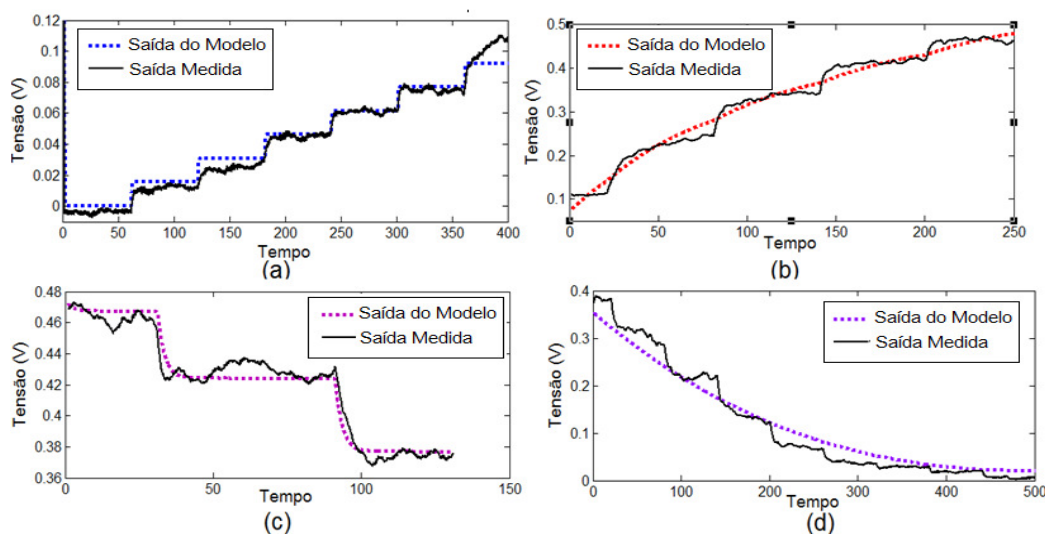 0.12
0.1
0.08
0.06
0.04
0.02
0
Tensão (V)
Saída do Modelo
Saída Medida
0 50 100 150 200 250 300 350 400
Tempo
(a)
0.5
0.4
0.3
0.2
0.1
Tensão (V)
Saída do Modelo
Saída Medida
0 50 100 150 200 250
Tempo
(b)
0.48
0.46
0.44
0.42
0.4
0.38
0.36
Tensão (V)
Saída do Modelo
Saída Medida
0 50 100 150
Tempo
(c)
0.4
0.3
0.2
0.1
0
Tensão (V)
Saída do Modelo
Saída Medida
0 100 200 300 400 500
Tempo
(d)